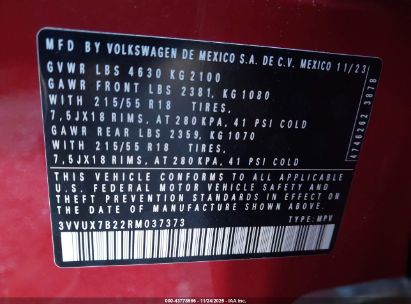 MFD BY VOLKSWAGEN DE MEXICO S.A. DE C.V. MEXICO 11/23
GVWR LBS 4630 KG 2100
GAWR FRONT LBS 2381, KG 1080
WITH 215/55 R18 TIRES,
7,5JX18 RIMS, AT 280 KPA, 41 PSI COLD
GAWR REAR LBS 2359, KG 1070
WITH 215/55 R18 TIRES,
7,5JX18 RIMS, AT 280KPA, 41 PSI COLD
THIS VEHICLE CONFORMS TO ALL APPLICABLE
U.S. FEDERAL MOTOR VEHICLE SAFETY AND
THEFT PREVENTION STANDARDS IN EFFECT ON
THE DATE OF MANUFACTURE SHOWN ABOVE.
3VVUX7B22RM037373 TYPE: MPV
4746262 3878